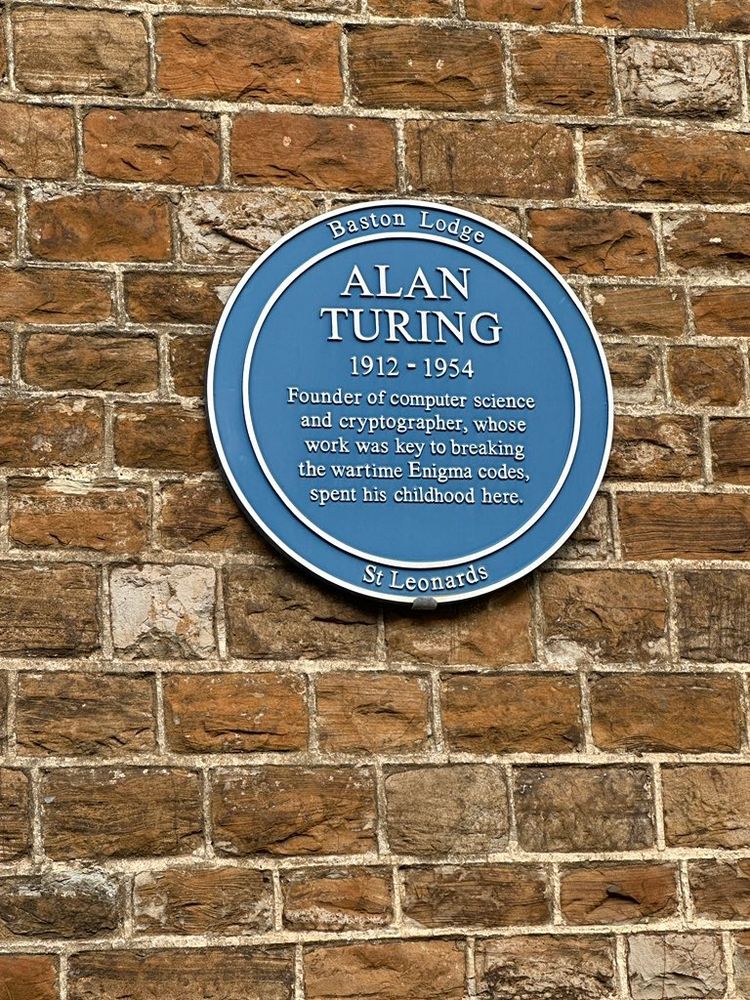 Baston Lodge
ALAN
TURING
1912 - 1954
Founder of computer science
and cryptographer, whose
work was key to breaking
the wartime Enigma codes,
spent his childhood here.
St Leonards